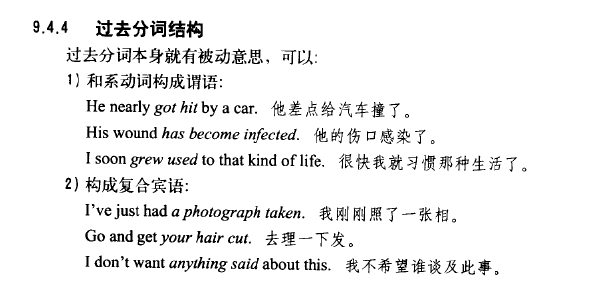 9.4.4 过去分词结构
过去分词本身就有被动意思，可以:
1）和系动词构成谓语:
He nearly got hit by a car. 他差点给汽车撞了。
His wound has become infected. 他的伤口感染了。
I soon grew used to that kind of life. 很快我就习惯那种生活了。
2）构成复合宾语:
I've just had a photograph taken. 我刚刚照了一张相。
Go and get your hair cut. 去理一下发。
I don't want anything said about this. 我不希望谁谈及此事。